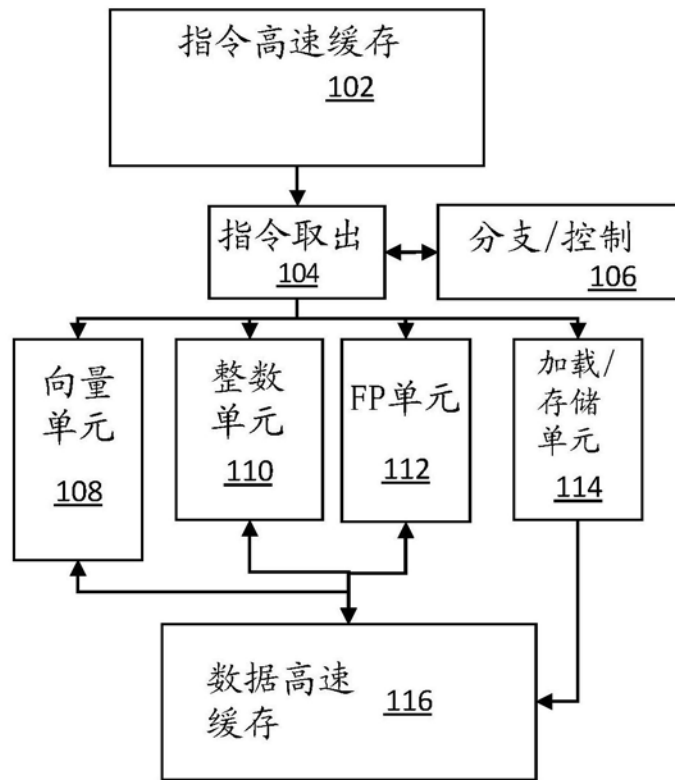 指令高速缓存
102
指令取出
104
分支/控制
106
向量
单元
108
整数
单元
110
FP单元
112
加载/
存储
单元
114
数据高速
缓存
116